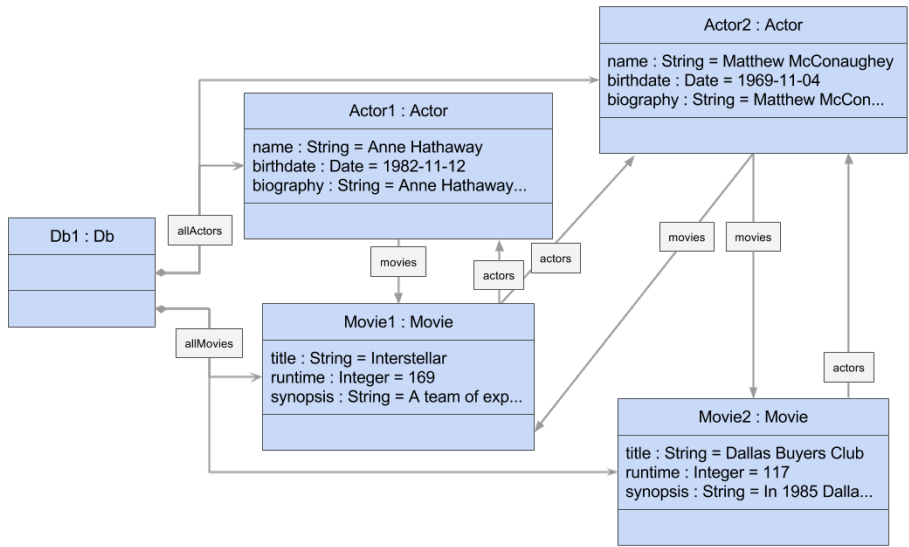 Actor2 : Actor
name : String = Matthew McConaughey
birthdate : Date = 1969-11-04
biography : String = Matthew McCon...
Actor1 : Actor
name : String = Anne Hathaway
birthdate : Date = 1982-11-12
biography : String = Anne Hathaway...
Db1 : Db
allActors
movies
actors
actors
movies
movies
allMovies
Movie1 : Movie
title : String = Interstellar
runtime : Integer = 169
synopsis : String = A team of exp...
actors
Movie2 : Movie
title : String = Dallas Buyers Club
runtime : Integer = 117
synopsis : String = In 1985 Dalla...